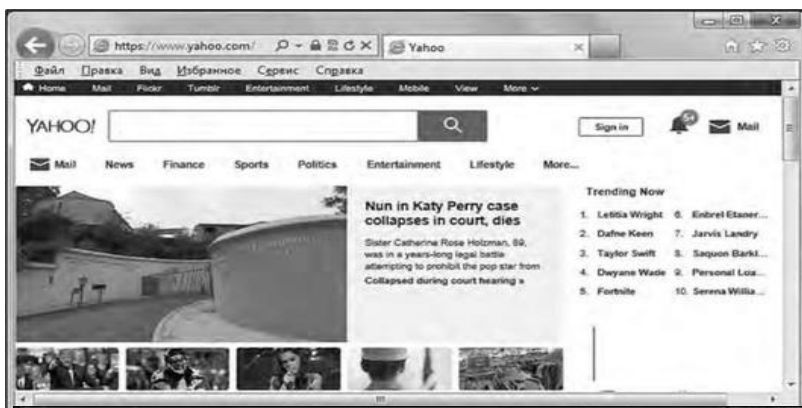 https://www.yahoo.com/ Yahoo
Файл Правка Вид Избранное Сервис Справка
Home Mail Flickr Tumblr Entertainment Lifestyle Mobile View More
YAHOO! Sign in 5+ Mail
Mail News Finance Sports Politics Entertainment Lifestyle More...
Nun in Katy Perry case
collapses in court, dies
Sister Catherine Rose Holzman, 89,
was in a years-long legal battle
attempting to prohibit the pop star from
Collapsed during court hearing »
Trending Now
1. Letitia Wright 6. Enbrel Etaner...
2. Dafne Keen 7. Jarvis Landry
3. Taylor Swift 8. Saquon Barkl...
4. Dwyane Wade 9. Personal Loa...
5. Fortnite 10. Serena Willia...